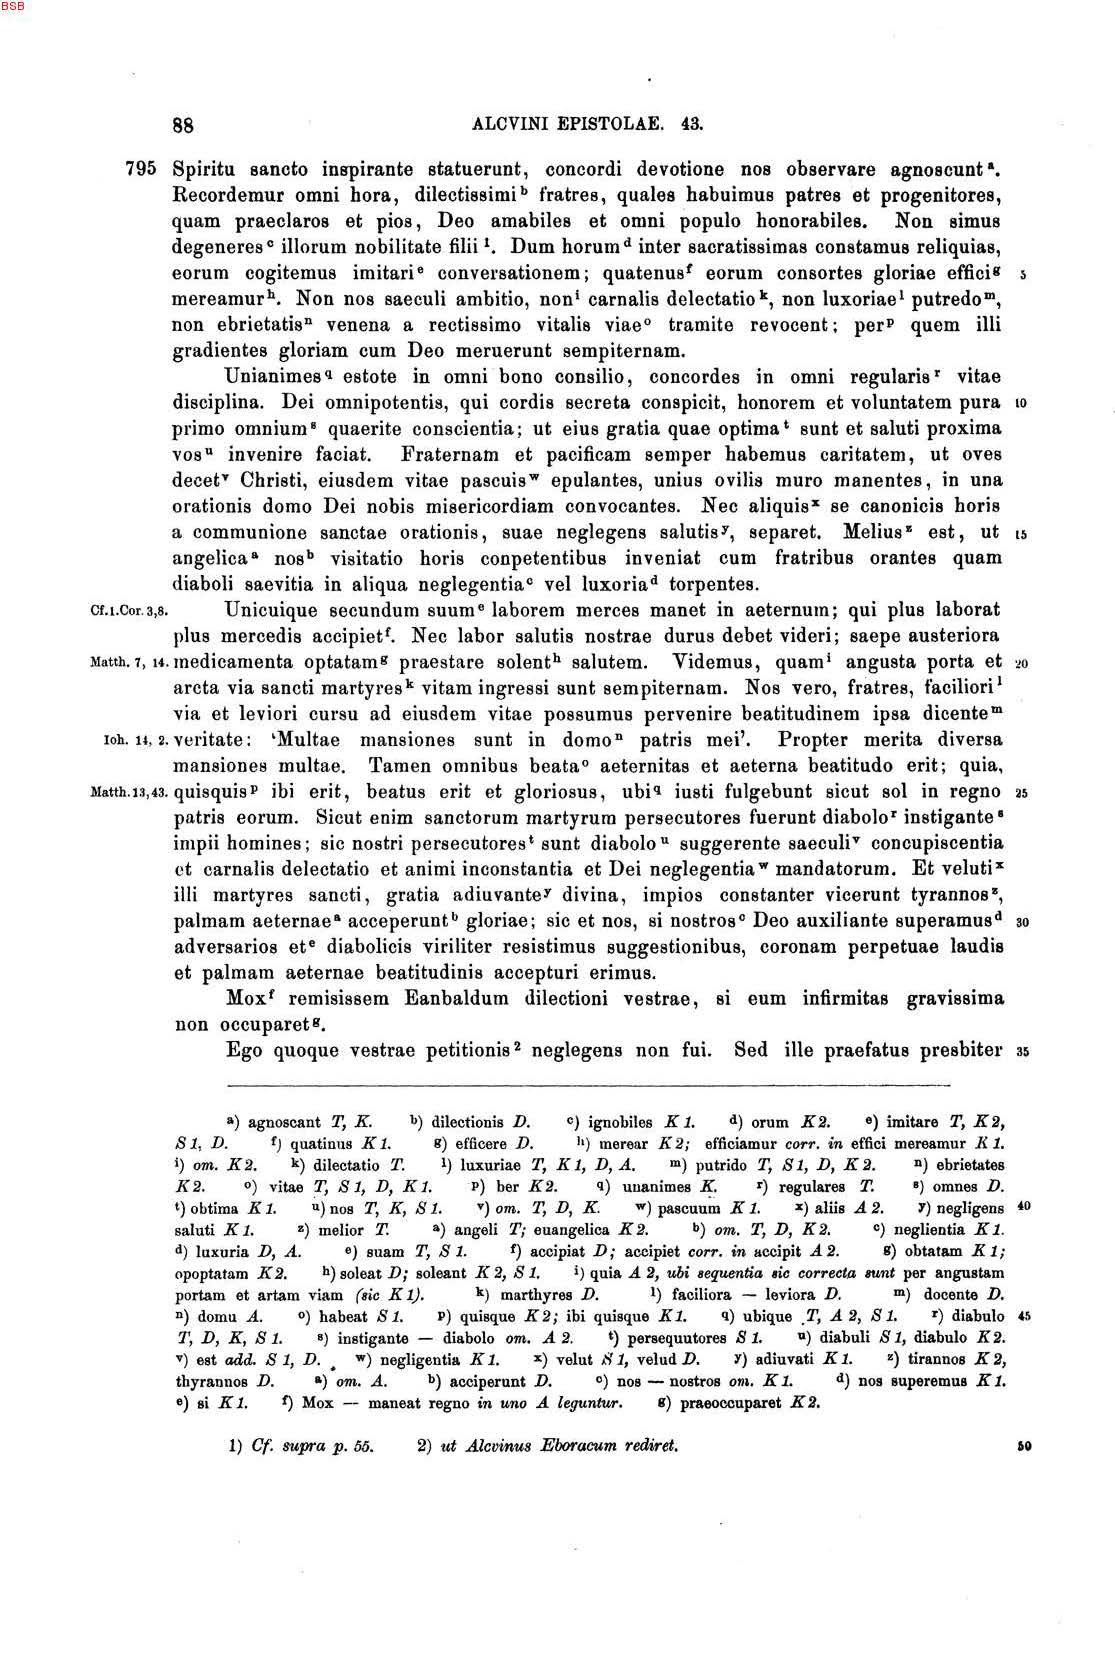 BSB
88 ALCVINI EPISTOLAE. 43.
795 Spiritu sancto inspirante statuerunt, concordi devotione nos observare agnoscunt ᵃ.
Recordemur omni hora, dilectissimi ᵇ fratres, quales habuimus patres et progenitores,
quam praeclaros et pios, Deo amabiles et omni populo honorabiles. Non simus
degeneres ᶜ illorum nobilitate filii ¹. Dum horum ᵈ inter sacratissimas constamus reliquias,
eorum cogitemus imitari ᵉ conversationem; quatenus ᶠ eorum consortes gloriae effici ᵍ 5
mereamur ʰ. Non nos saeculi ambitio, non ⁱ carnalis delectatio ᵏ, non luxoriae ˡ putredo ᵐ,
non ebrietatis ⁿ venena a rectissimo vitalis viae ᵒ tramite revocent; per ᵖ quem illi
gradientes gloriam cum Deo meruerunt sempiternam.
Unianimes q estote in omni bono consilio, concordes in omni regularis ʳ vitae
disciplina. Dei omnipotentis, qui cordis secreta conspicit, honorem et voluntatem pura 10
primo omnium ˢ quaerite conscientia; ut eius gratia quae optima ᵗ sunt et saluti proxima
vos ᵘ invenire faciat. Fraternam et pacificam semper habemus caritatem, ut oves
decet ᵛ Christi, eiusdem vitae pascuis ʷ epulantes, unius ovilis muro manentes, in una
orationis domo Dei nobis misericordiam convocantes. Nec aliquis ˣ se canonicis horis
a communione sanctae orationis, suae neglegens salutis ʸ, separet. Melius ᶻ est, ut 15
angelica ᵃ nos ᵇ visitatio horis conpetentibus inveniat cum fratribus orantes quam
diaboli saevitia in aliqua neglegentia ᶜ vel luxoria ᵈ torpentes.
Cf.1.Cor. 3,8. Unicuique secundum suum ᵉ laborem merces manet in aeternum; qui plus laborat
plus mercedis accipiet ᶠ. Nec labor salutis nostrae durus debet videri; saepe austeriora
Matth. 7, 14. medicamenta optatam ᵍ praestare solent ʰ salutem. Videmus, quam ⁱ angusta porta et 20
arcta via sancti martyres ᵏ vitam ingressi sunt sempiternam. Nos vero, fratres, faciliori ˡ
via et leviori cursu ad eiusdem vitae possumus pervenire beatitudinem ipsa dicente ᵐ
Ioh. 14, 2. veritate: ‘Multae mansiones sunt in domo ⁿ patris mei’. Propter merita diversa
mansiones multae. Tamen omnibus beata ᵒ aeternitas et aeterna beatitudo erit; quia,
Matth.13,43. quisquis ᵖ ibi erit, beatus erit et gloriosus, ubi q iusti fulgebunt sicut sol in regno 25
patris eorum. Sicut enim sanctorum martyrum persecutores fuerunt diabolo ʳ instigante ˢ
impii homines; sic nostri persecutores ᵗ sunt diabolo ᵘ suggerente saeculi ᵛ concupiscentia
et carnalis delectatio et animi inconstantia et Dei neglegentia ʷ mandatorum. Et veluti ˣ
illi martyres sancti, gratia adiuvante ʸ divina, impios constanter vicerunt tyrannos ᶻ,
palmam aeternae ᵃ acceperunt ᵇ gloriae; sic et nos, si nostros ᶜ Deo auxiliante superamus ᵈ 30
adversarios et ᵉ diabolicis viriliter resistimus suggestionibus, coronam perpetuae laudis
et palmam aeternae beatitudinis accepturi erimus.
Mox ᶠ remisissem Eanbaldum dilectioni vestrae, si eum infirmitas gravissima
non occuparet ᵍ.
Ego quoque vestrae petitionis ² neglegens non fui. Sed ille praefatus presbiter 35
a) agnoscant T, K. b) dilectionis D. c) ignobiles K 1. d) orum K 2. e) imitare T, K 2,
S 1, D. f) quatinus K 1. g) efficere D. h) merear K 2; efficiamur corr. in effici mereamur K 1.
i) om. K 2. k) dilectatio T. l) luxuriae T, K 1, D, A. m) putrido T, S 1, D, K 2. n) ebrietates
K 2. o) vitae T, S 1, D, K 1. p) ber K 2. q) unanimes K. r) regulares T. s) omnes D.
t) obtima K 1. u) nos T, K, S 1. v) om. T, D, K. w) pascuum K 1. x) aliis A 2. y) negligens 40
saluti K 1. z) melior T. a) angeli T; euangelica K 2. b) om. T, D, K 2. c) neglientia K 1.
d) luxuria D, A. e) suam T, S 1. f) accipiat D; accipiet corr. in accipit A 2. g) obtatam K 1;
opoptatam K 2. h) soleat D; soleant K 2, S 1. i) quia A 2, ubi sequentia sic correcta sunt per angustam
portam et artam viam (sic K 1). k) marthyres D. l) faciliora — leviora D. m) docente D.
n) domu A. o) habeat S 1. p) quisque K 2; ibi quisque K 1. q) ubique T, A 2, S 1. r) diabulo 45
T, D, K, S 1. s) instigante — diabolo om. A 2. t) persequutores S 1. u) diabuli S 1, diabulo K 2.
v) est add. S 1, D. w) negligentia K 1. x) velut S 1, velud D. y) adiuvati K 1. z) tirannos K 2,
thyrannos D. a) om. A. b) acciperunt D. c) nos — nostros om. K 1. d) nos superemus K 1.
e) si K 1. f) Mox — maneat regno in uno A leguntur. g) praeoccuparet K 2.
1) Cf. supra p. 55. 2) ut Alcvinus Eboracum rediret. 50